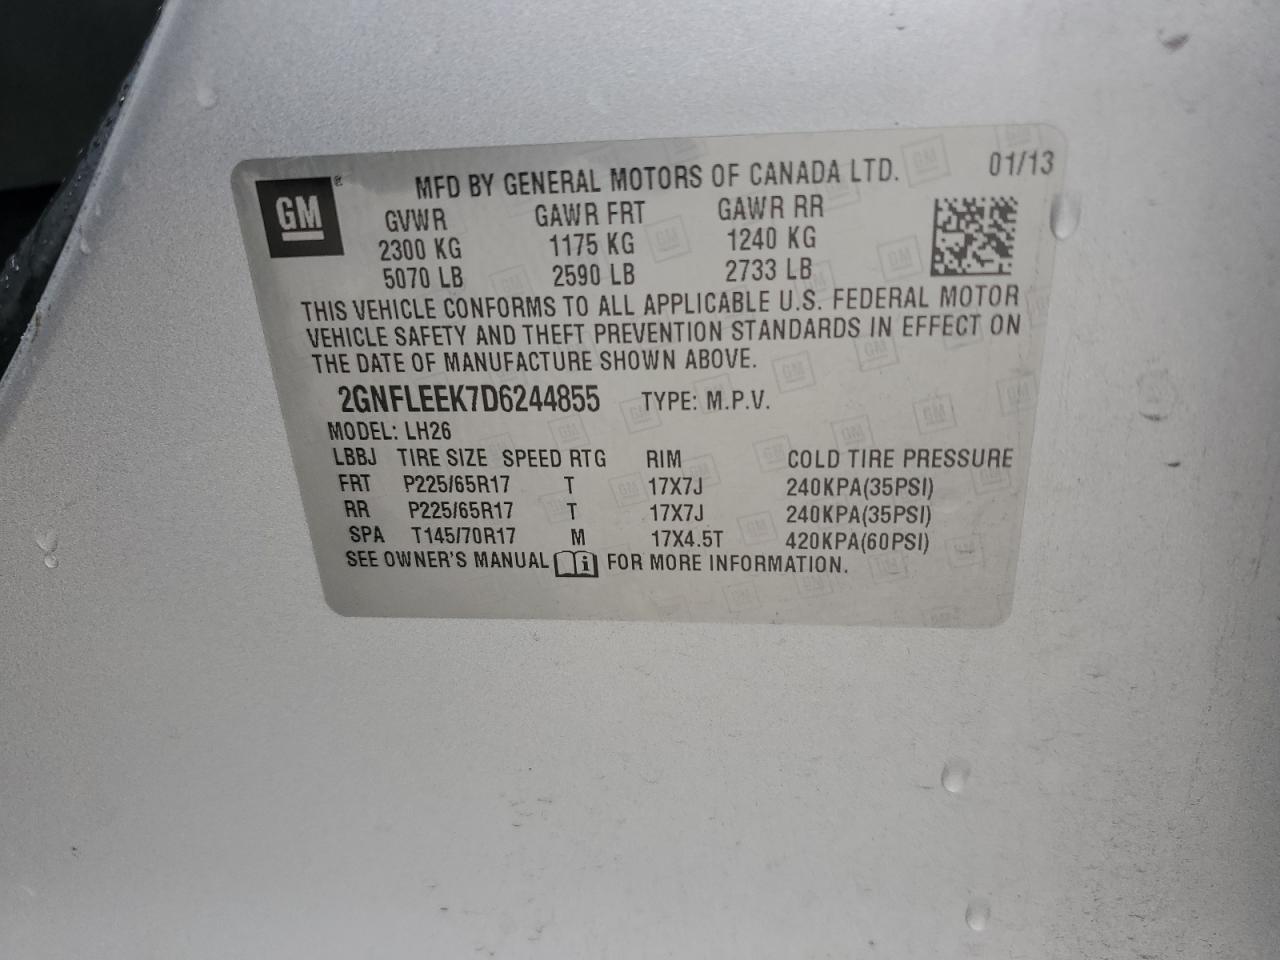 GM ® MFD BY GENERAL MOTORS OF CANADA LTD. 01/13
GVWR GAWR FRT GAWR RR
2300 KG 1175 KG 1240 KG
5070 LB 2590 LB 2733 LB
THIS VEHICLE CONFORMS TO ALL APPLICABLE U.S. FEDERAL MOTOR
VEHICLE SAFETY AND THEFT PREVENTION STANDARDS IN EFFECT ON
THE DATE OF MANUFACTURE SHOWN ABOVE.
2GNFLEEK7D6244855 TYPE: M.P.V.
MODEL: LH26
LBBJ TIRE SIZE SPEED RTG RIM COLD TIRE PRESSURE
FRT P225/65R17 T 17X7J 240KPA(35PSI)
RR P225/65R17 T 17X7J 240KPA(35PSI)
SPA T145/70R17 M 17X4.5T 420KPA(60PSI)
SEE OWNER'S MANUAL i FOR MORE INFORMATION.